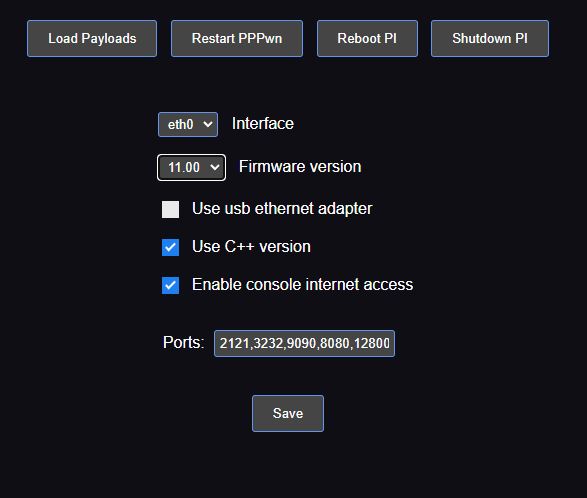 Load Payloads Restart PPPwn Reboot PI Shutdown PI
eth0 Interface
11.00 Firmware version
Use usb ethernet adapter
Use C++ version
Enable console internet access
Ports: 2121,3232,9090,8080,12800
Save